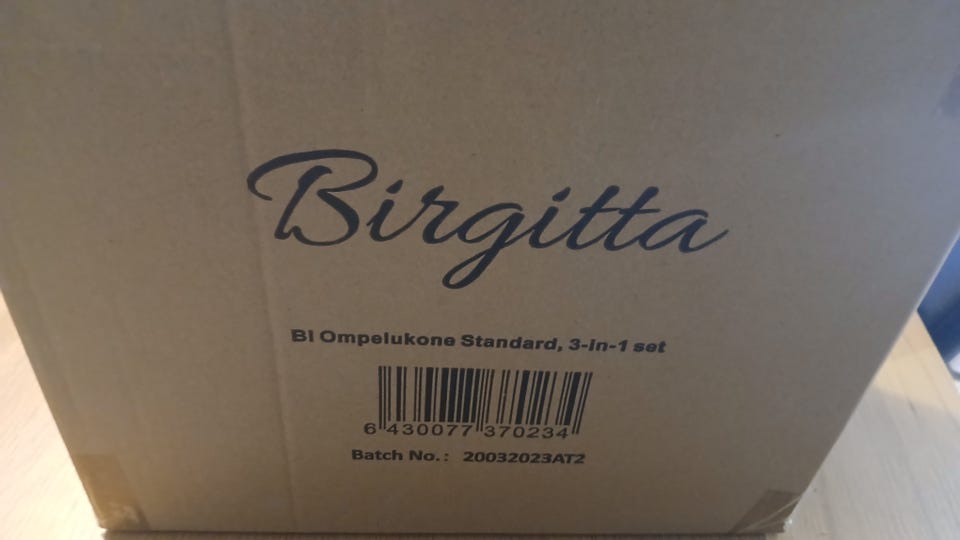 Birgitta
BI Ompelukone Standard, 3-in-1 set
6 430077 370234
Batch No.: 20032023AT2